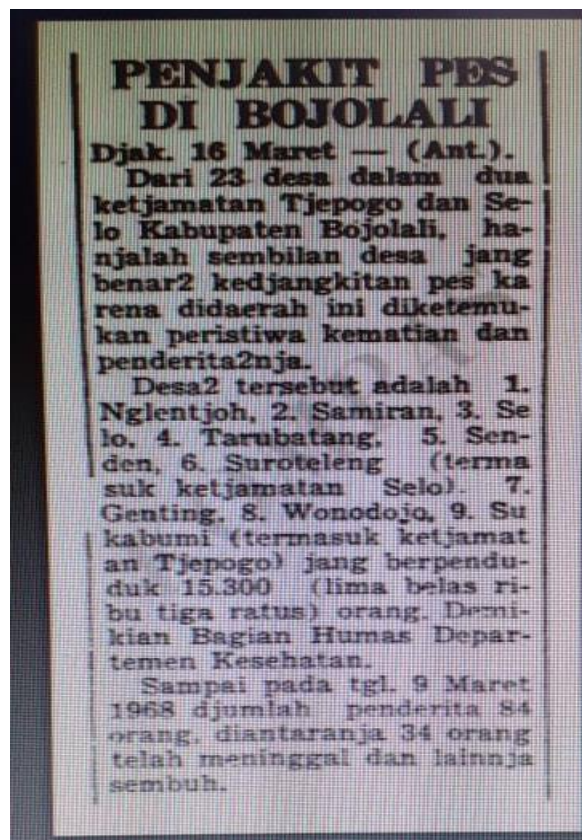 PENJAKIT PES
DI BOJOLALI
Djak. 16 Maret — (Ant.).
Dari 23 desa dalam dua
ketjamatan Tjepogo dan Se-
lo Kabupaten Bojolali, ha-
njalah sembilan desa jang
benar2 kedjangkitan pes ka
rena didaerah ini diketemu-
kan peristiwa kematian dan
penderita2nja.
Desa2 tersebut adalah 1.
Nglentjoh, 2. Samiran, 3. Se
lo, 4. Tarubatang, 5. Sen-
den, 6. Suroteleng (terma
suk ketjamatan Selo). 7.
Genting, 8. Wonodojo, 9. Su
kabumi (termasuk ketjamat
an Tjepogo) jang berpendu-
duk 15.300 (lima belas ri-
bu tiga ratus) orang. Demi-
kian Bagian Humas Depar-
temen Kesehatan.
Sampai pada tgl. 9 Maret
1968 djumlah penderita 84
orang, diantaranja 34 orang
telah meninggal dan lainnja
sembuh.